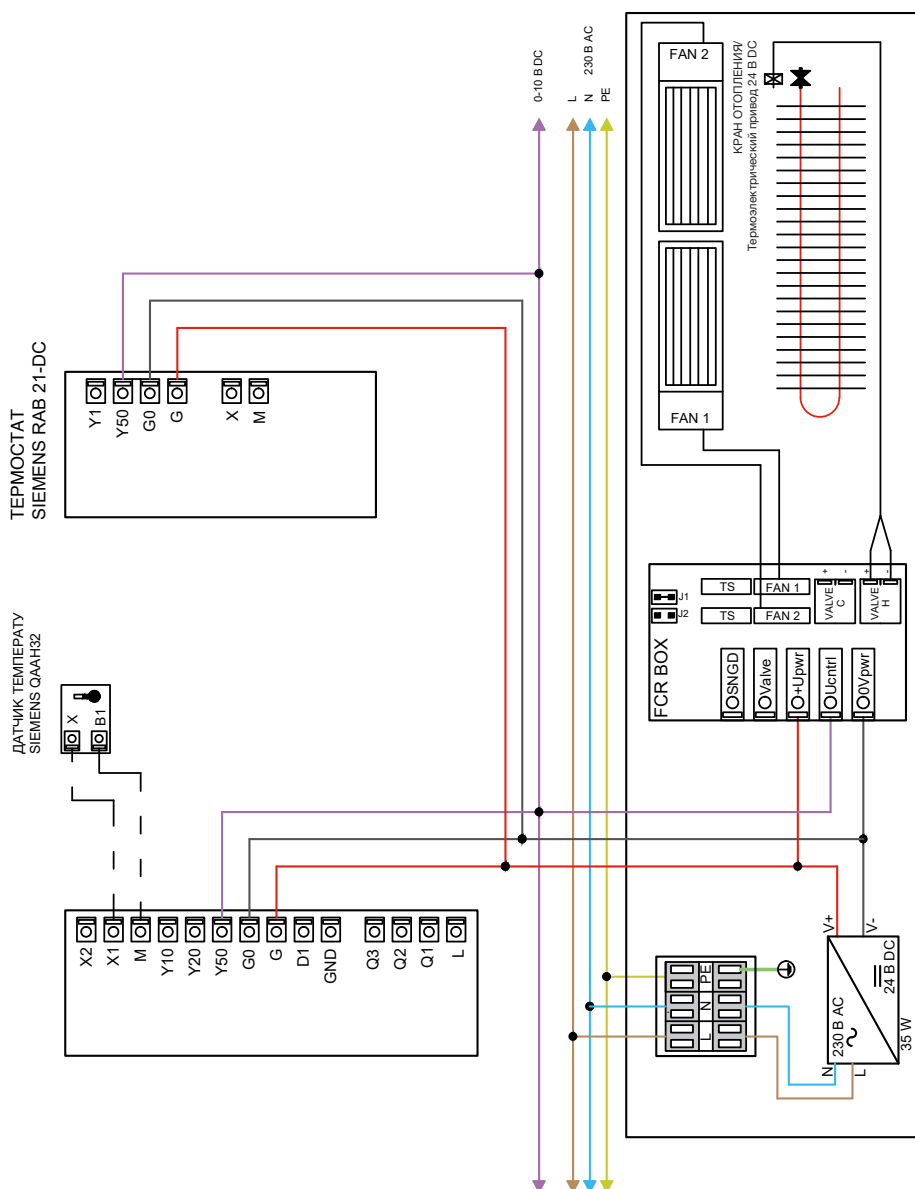 0-10 В DC
L
N
230 В AC
PE
FAN 2
КРАН ОТОПЛЕНИЯ/
Термоэлектрический привод 24 В DC
FAN 1
ТЕРМОСТАТ
SIEMENS RAB 21-DC
Y1
Y50
G0
G
X
M
ДАТЧИК ТЕМПЕРАТУ
SIEMENS QAAH32
X
B1
FCR BOX
J1
J2
TS
FAN 1
TS
FAN 2
VALVE
C
+
-
VALVE
H
+
-
SNGD
Valve
+Upwr
Ucntrl
0Vpwr
X2
X1
M
Y10
Y20
Y50
G0
G
D1
GND
Q3
Q2
Q1
L
L
N
PE
V+
V-
230 В AC
24 В DC
N
L
35 W